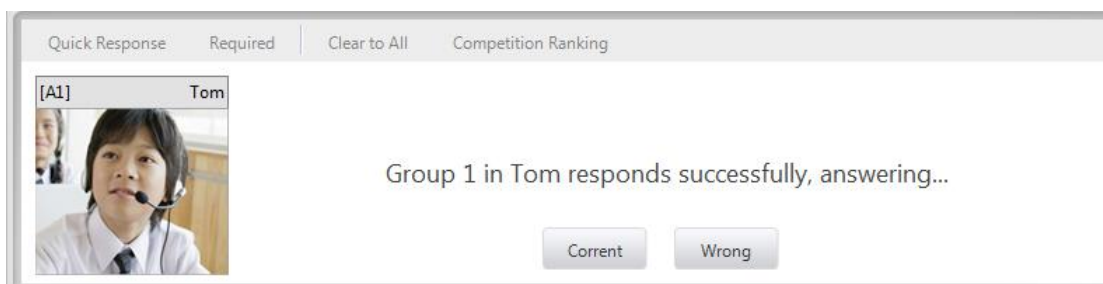 Quick Response Required Clear to All Competition Ranking
[A1] Tom
Group 1 in Tom responds successfully, answering...
Corrent Wrong